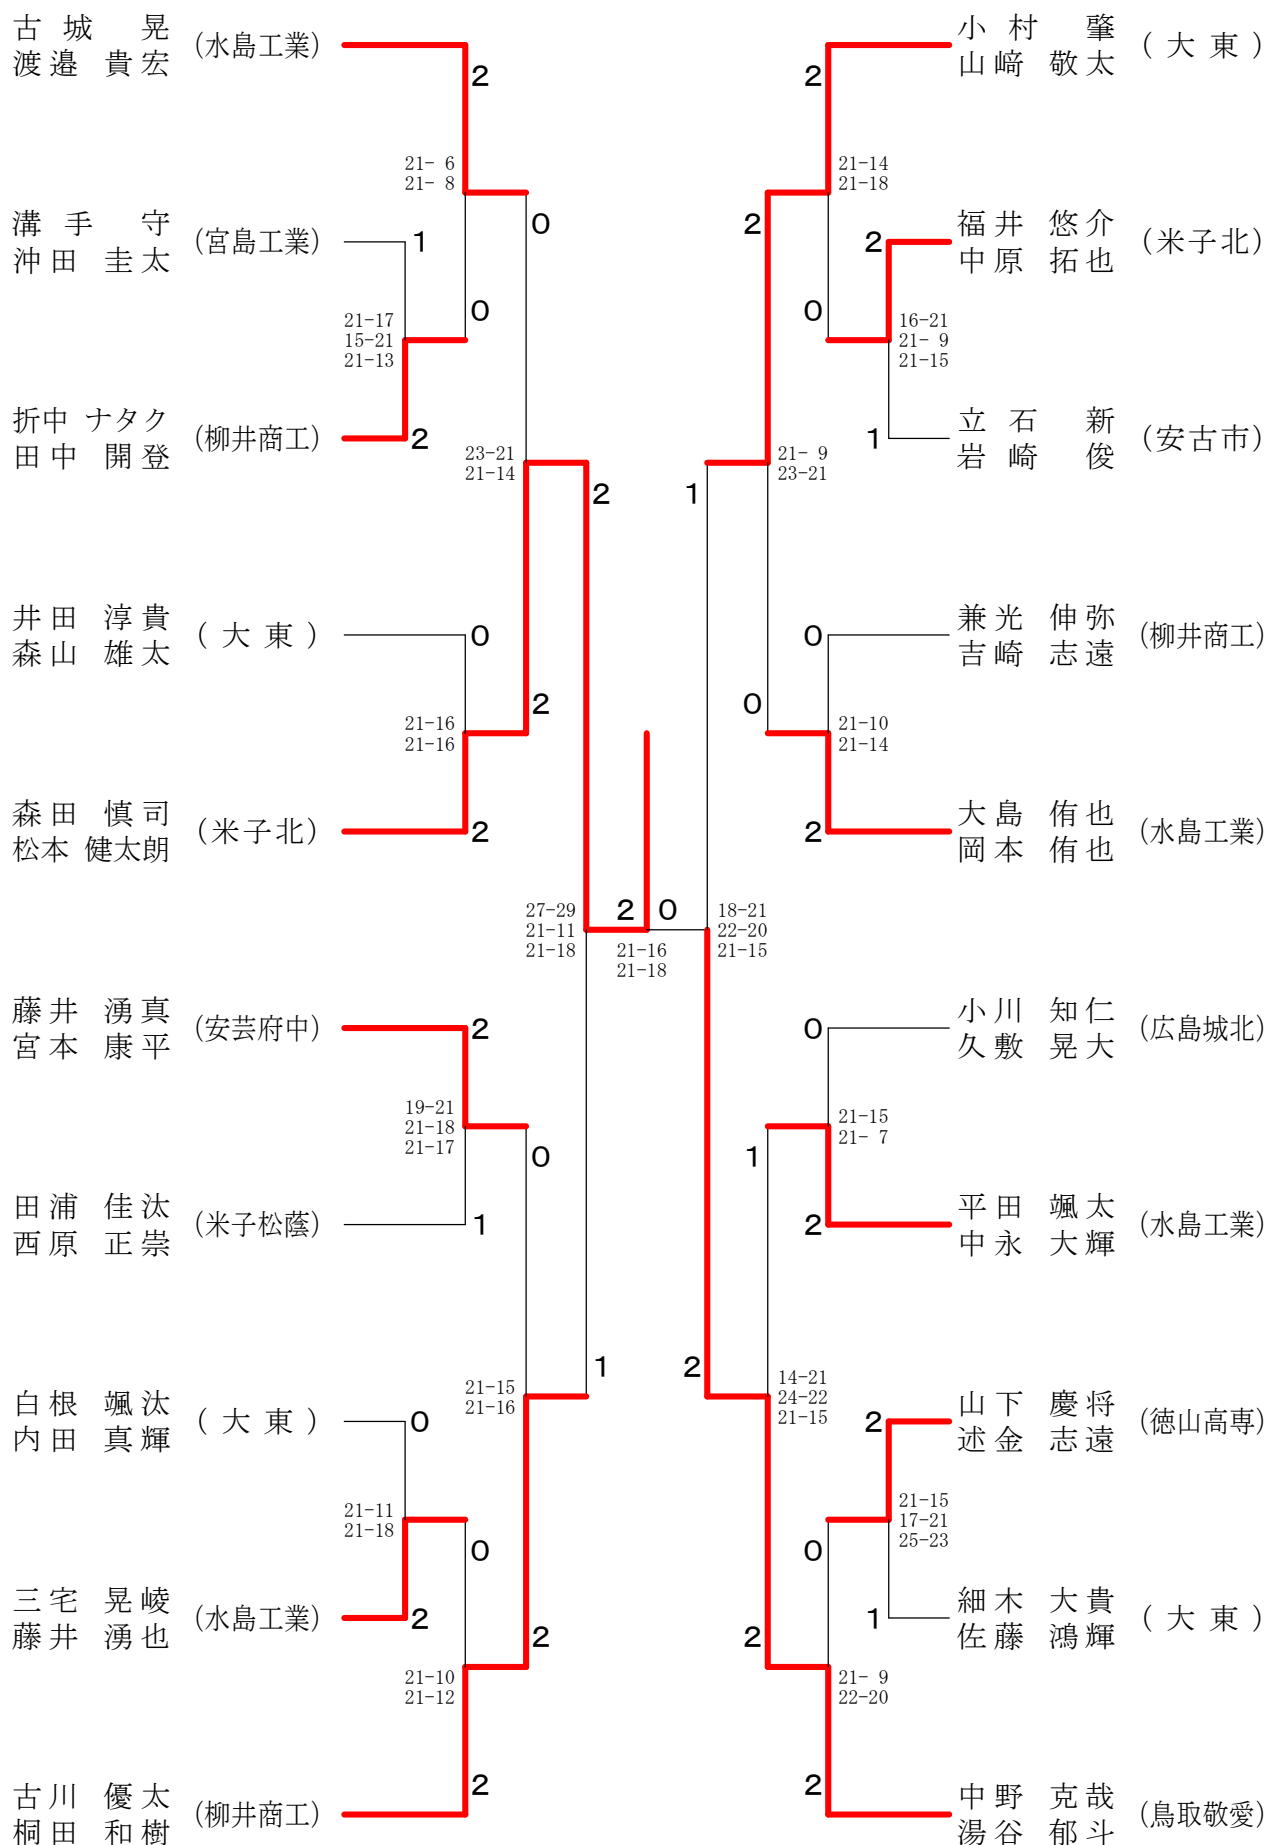 古城 晃
渡邉 貴宏
(水島工業)
2
21- 6
21- 8
0
溝手 守
沖田 圭太
(宮島工業)
1
0
21-17
15-21
21-13
折中 ナタク
田中 開登
(柳井商工)
2
23-21
21-14
2
井田 淳貴
森山 雄太
(大東)
0
2
21-16
21-16
森田 慎司
松本 健太朗
(米子北)
2
27-29
21-11
21-18
2
0
21-16
21-18
藤井 湧真
宮本 康平
(安芸府中)
2
19-21
21-18
21-17
0
田浦 佳汰
西原 正崇
(米子松蔭)
1
1
21-15
21-16
白根 颯汰
内田 真輝
(大東)
0
21-11
21-18
0
三宅 晃崚
藤井 湧也
(水島工業)
2
2
21-10
21-12
古川 優太
桐田 和樹
(柳井商工)
2
小村 肇
山﨑 敬太
(大東)
2
21-14
21-18
2
福井 悠介
中原 拓也
(米子北)
2
0
16-21
21- 9
21-15
立石 新
岩崎 俊
(安古市)
1
21- 9
23-21
1
兼光 伸弥
吉崎 志遠
(柳井商工)
0
0
21-10
21-14
大島 侑也
岡本 侑也
(水島工業)
2
18-21
22-20
21-15
小川 知仁
久敷 晃大
(広島城北)
0
21-15
21- 7
1
平田 颯太
中永 大輝
(水島工業)
2
2
14-21
24-22
21-15
山下 慶将
述金 志遠
(徳山高専)
2
21-15
17-21
25-23
0
細木 大貴
佐藤 鴻輝
(大東)
1
2
21- 9
22-20
中野 克哉
湯谷 郁斗
(鳥取敬愛)
2